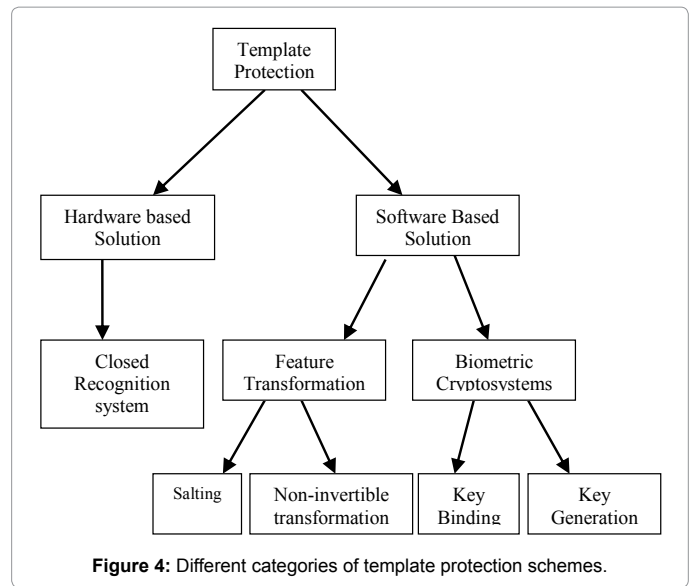 Template
Protection
Hardware based
Solution
Software Based
Solution
Closed
Recognition
system
Feature
Transformation
Biometric
Cryptosystems
Salting
Non-invertible
transformation
Key
Binding
Key
Generation
Figure 4: Different categories of template protection schemes.